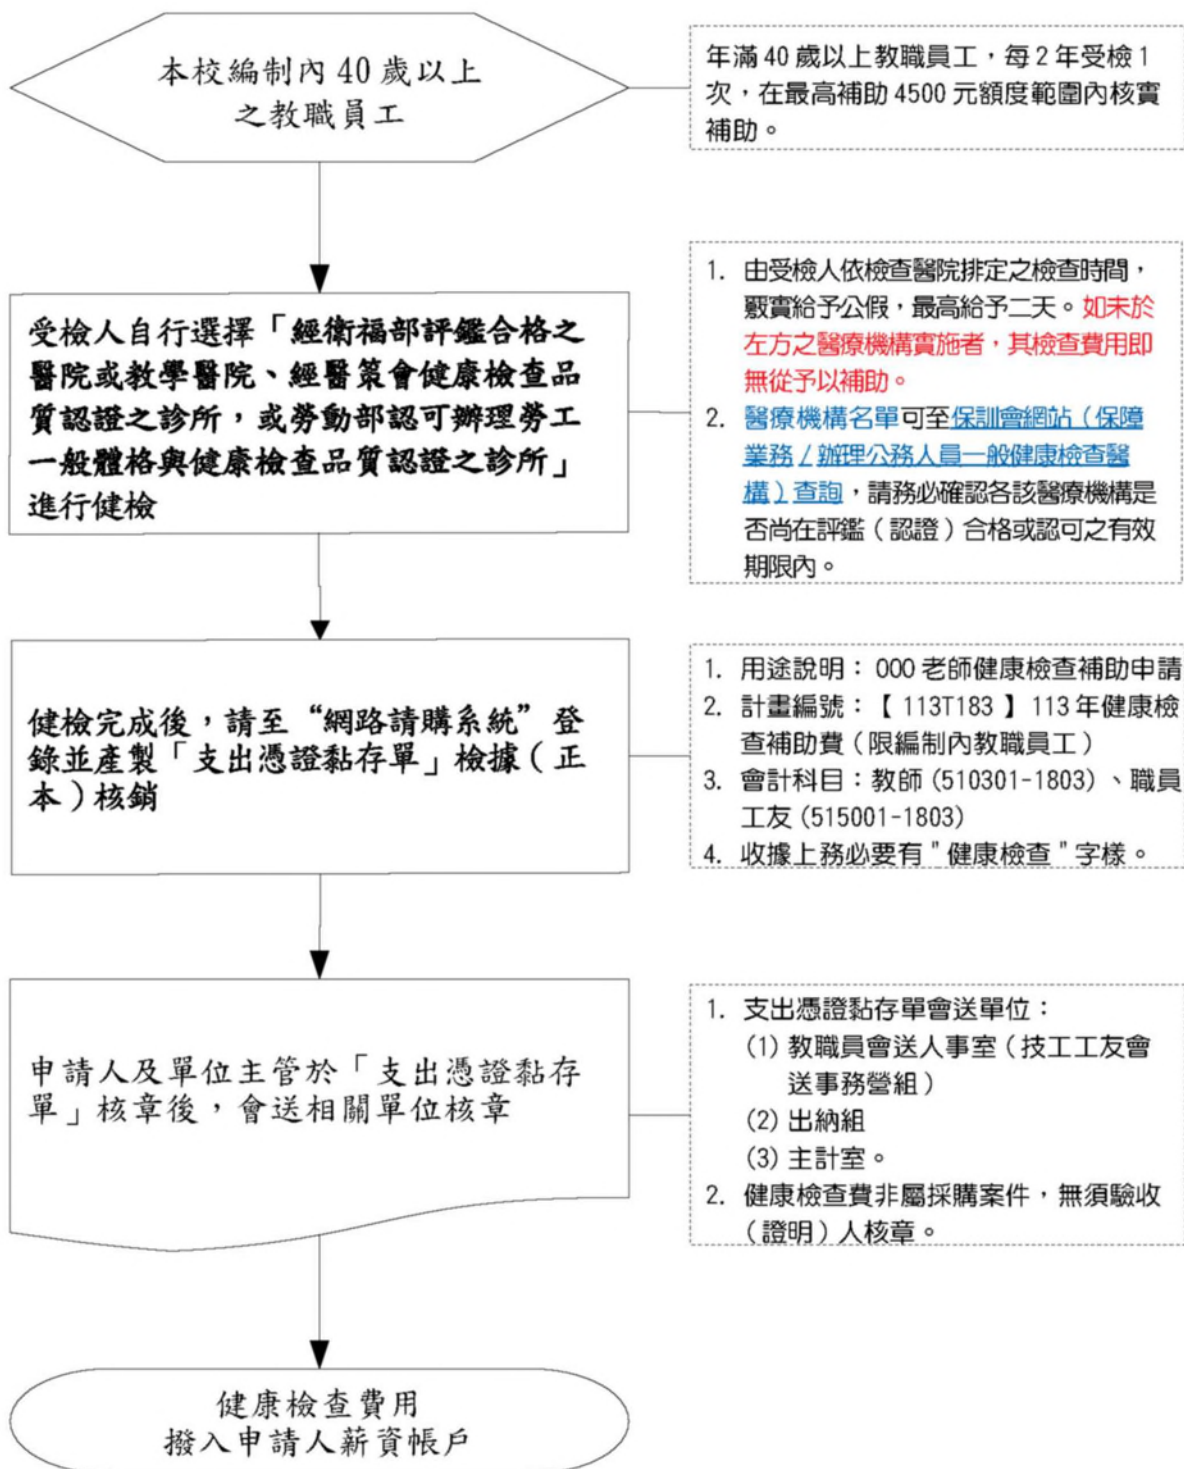 本校編制內 40 歲以上
之教職員工
年滿 40 歲以上教職員工，每 2 年受檢 1
次，在最高補助 4500 元額度範圍內核實
補助。
受檢人自行選擇「經衛福部評鑑合格之
醫院或教學醫院、經醫策會健康檢查品
質認證之診所，或勞動部認可辦理勞工
一般體格與健康檢查品質認證之診所」
進行健檢
1. 由受檢人依檢查醫院排定之檢查時間，
覈實給予公假，最高給予二天。如未於
左方之醫療機構實施者，其檢查費用即
無從予以補助。
2. 醫療機構名單可至保訓會網站（保障
業務 / 辦理公務人員一般健康檢查醫
構）查詢，請務必確認各該醫療機構是
否尚在評鑑（認證）合格或認可之有效
期限內。
健檢完成後，請至“網路請購系統”登
錄並產製「支出憑證黏存單」檢據（正
本）核銷
1. 用途說明： 000 老師健康檢查補助申請
2. 計畫編號：【 113T183 】 113 年健康檢
查補助費（限編制內教職員工）
3. 會計科目：教師 (510301-1803) 、職員
工友 (515001-1803)
4. 收據上務必要有 " 健康檢查 " 字樣。
申請人及單位主管於「支出憑證黏存
單」核章後，會送相關單位核章
1. 支出憑證黏存單會送單位：
(1) 教職員會送人事室（技工工友會
送事務營組）
(2) 出納組
(3) 主計室。
2. 健康檢查費非屬採購案件，無須驗收
（證明）人核章。
健康檢查費用
撥入申請人薪資帳戶